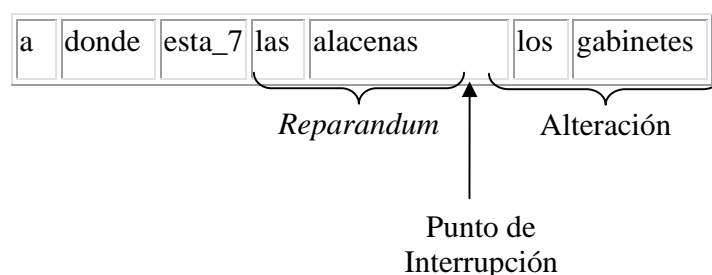 a donde esta_7 las alacenas los gabinetes
Reparandum Alteración
Punto de
Interrupción